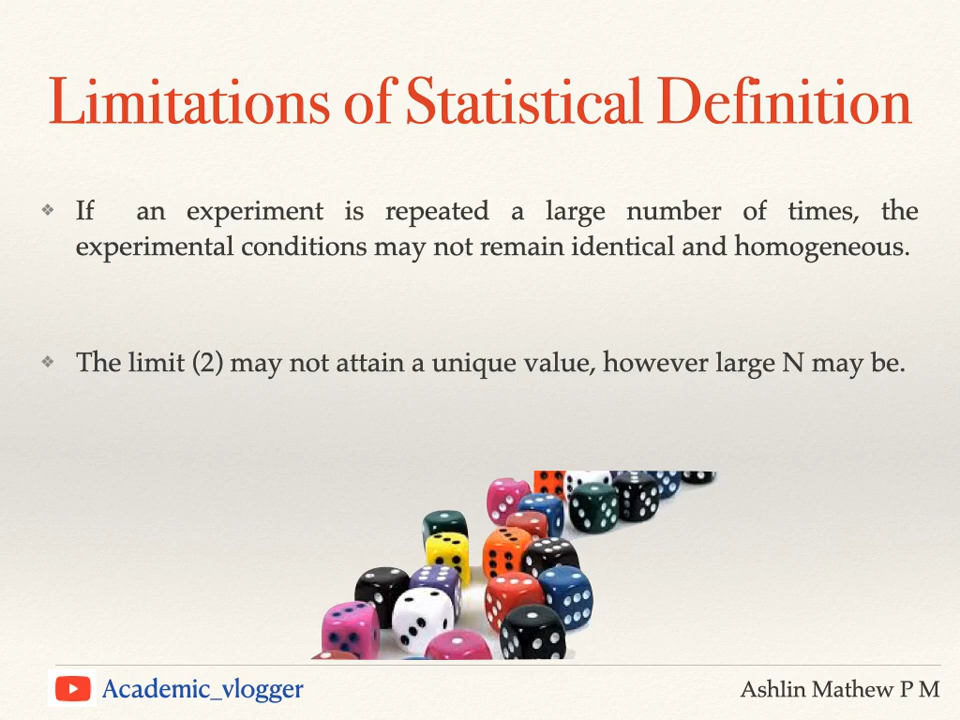 Limitations of Statistical Definition
❖ If an experiment is repeated a large number of times, the
experimental conditions may not remain identical and homogeneous.
❖ The limit (2) may not attain a unique value, however large N may be.
Academic_vlogger
Ashlin Mathew P M